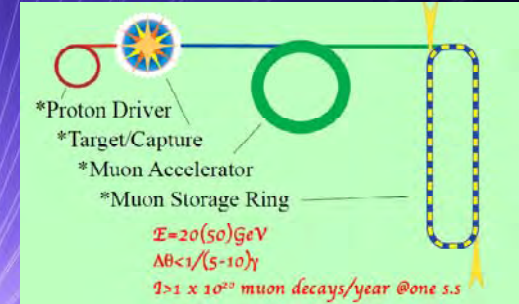 *Proton Driver
*Target/Capture
*Muon Accelerator
*Muon Storage Ring
E=20(50)GeV
Δθ<1/(5-10)γ
I>1 x 10²⁰ muon decays/year @one s.s